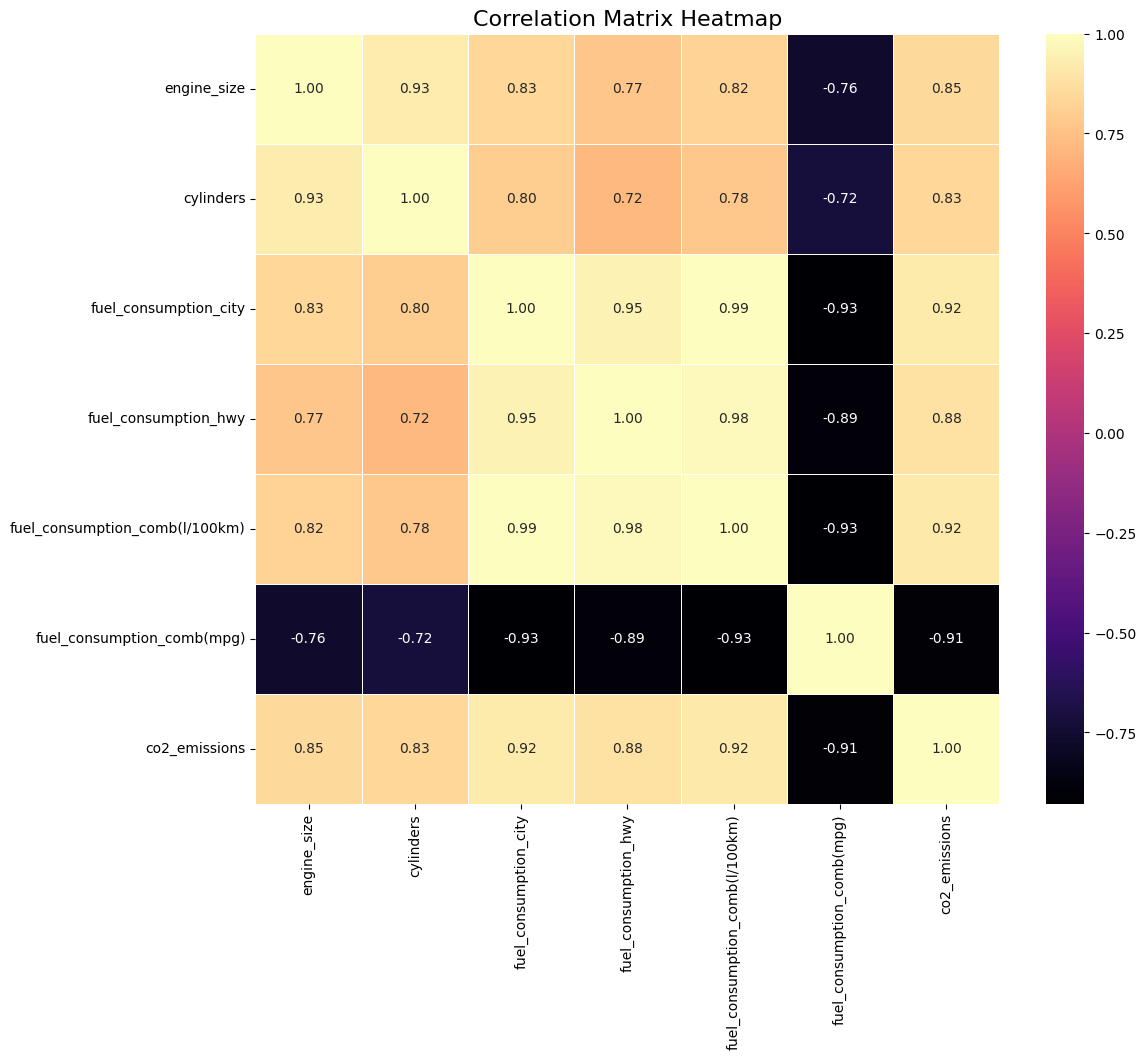 Correlation Matrix Heatmap
engine_size 1.00 0.93 0.83 0.77 0.82 -0.76 0.85
cylinders 0.93 1.00 0.80 0.72 0.78 -0.72 0.83
fuel_consumption_city 0.83 0.80 1.00 0.95 0.99 -0.93 0.92
fuel_consumption_hwy 0.77 0.72 0.95 1.00 0.98 -0.89 0.88
fuel_consumption_comb(l/100km) 0.82 0.78 0.99 0.98 1.00 -0.93 0.92
fuel_consumption_comb(mpg) -0.76 -0.72 -0.93 -0.89 -0.93 1.00 -0.91
co2_emissions 0.85 0.83 0.92 0.88 0.92 -0.91 1.00
engine_size
cylinders
fuel_consumption_city
fuel_consumption_hwy
fuel_consumption_comb(l/100km)
fuel_consumption_comb(mpg)
co2_emissions
1.00
0.75
0.50
0.25
0.00
−0.25
−0.50
−0.75